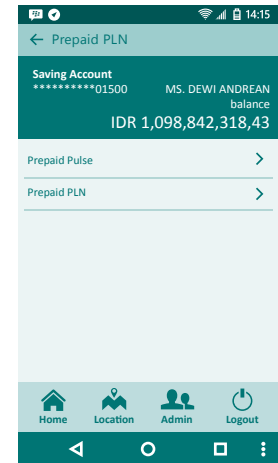 14:15
Prepaid PLN
Saving Account
**********01500
MS. DEWI ANDREAN
balance
IDR 1,098,842,318,43
Prepaid Pulse
Prepaid PLN
Home Location Admin Logout